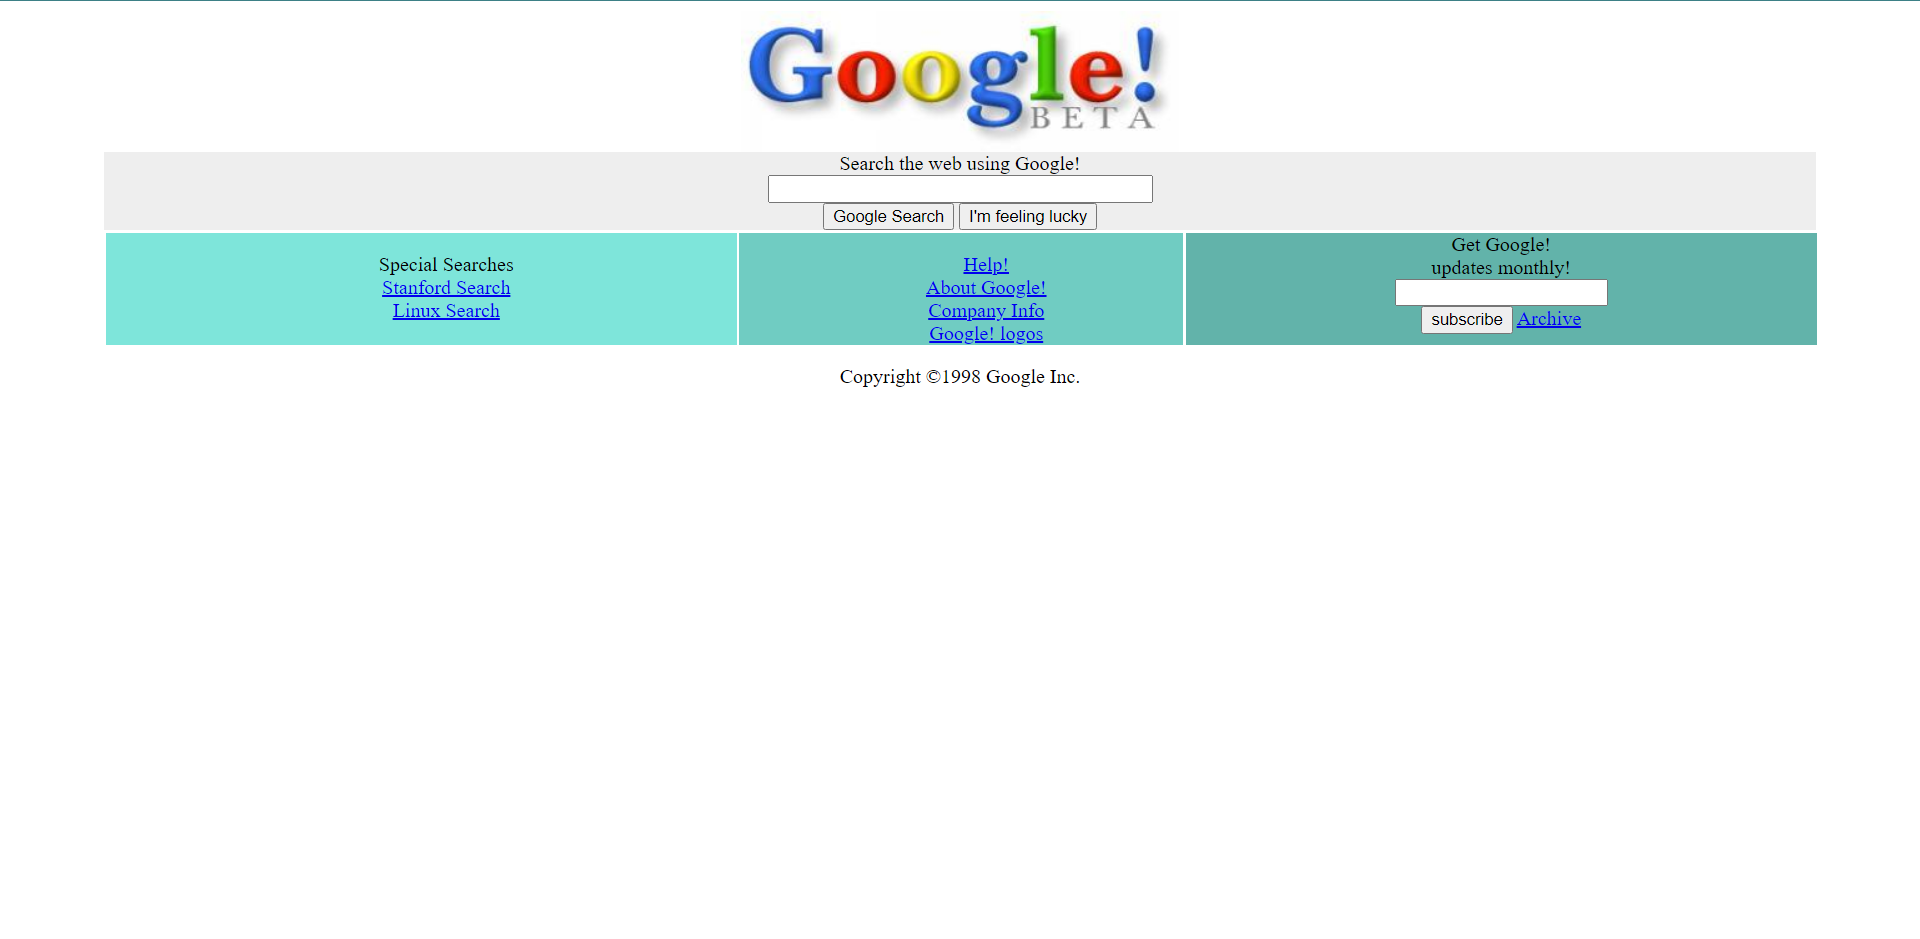 Google!
BETA
Search the web using Google!
Google Search I'm feeling lucky
Special Searches
Stanford Search
Linux Search
Help!
About Google!
Company Info
Google! logos
Get Google!
updates monthly!
subscribe Archive
Copyright ©1998 Google Inc.